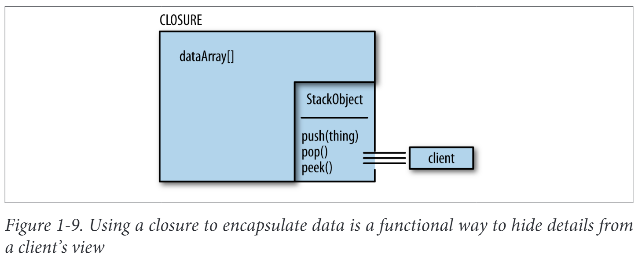 CLOSURE
dataArray[]
StackObject
push(thing)
pop()
peek()
client
Figure 1-9. Using a closure to encapsulate data is a functional way to hide details from
a client's view